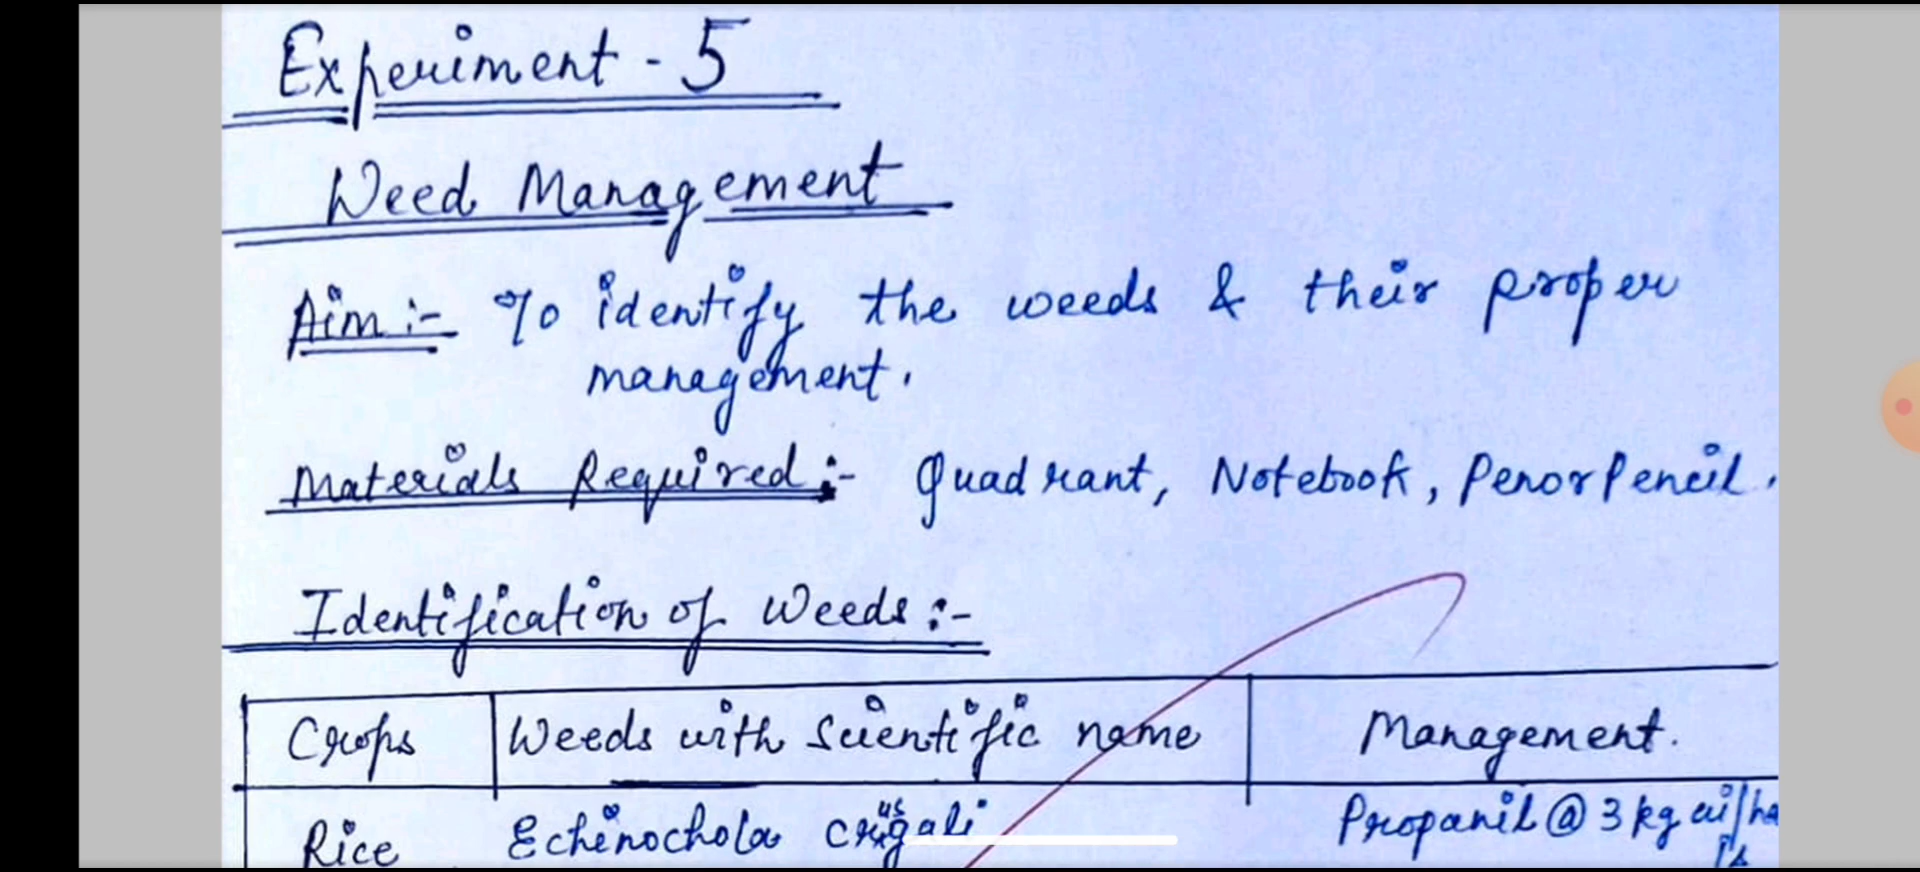 Experiment - 5
Weed Management
Aim :- To identify the weeds & their proper
management.
Materials Required :- Quadrant, Notebook, Pen or Pencil.
Identification of Weeds :-
Crops Weeds with Scientific name Management.
Rice Echinochola crusgali Propanil @ 3 kg ai/ha